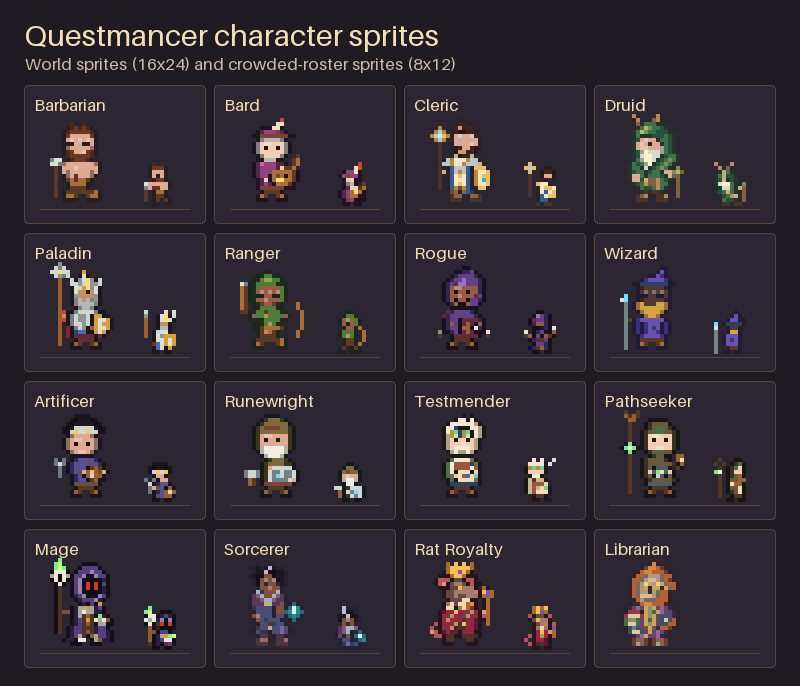 Questmancer character sprites
World sprites (16x24) and crowded-roster sprites (8x12)
Barbarian
Bard
Cleric
Druid
Paladin
Ranger
Rogue
Wizard
Artificer
Runewright
Testmender
Pathseeker
Mage
Sorcerer
Rat Royalty
Librarian